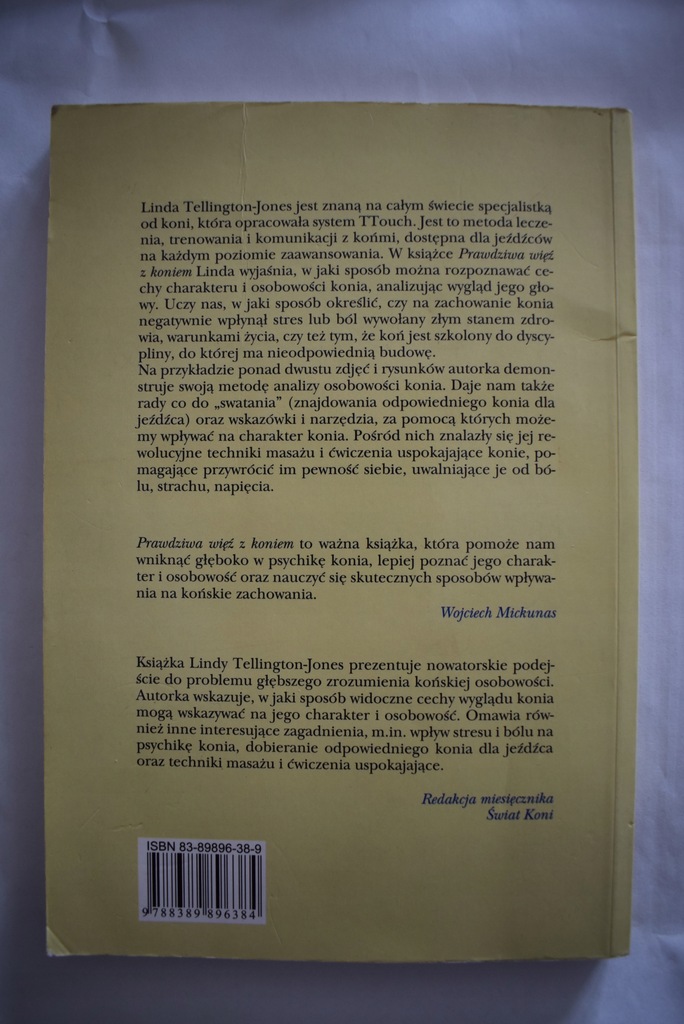 Linda Tellington-Jones jest znaną na całym świecie specjalistką
od koni, która opracowała system TTouch. Jest to metoda lecze-
nia, trenowania i komunikacji z końmi, dostępna dla jeźdźców
na każdym poziomie zaawansowania. W książce Prawdziwa więź
z koniem Linda wyjaśnia, w jaki sposób można rozpoznawać ce-
chy charakteru i osobowości konia, analizując wygląd jego gło-
wy. Uczy nas, w jaki sposób określić, czy na zachowanie konia
negatywnie wpłynął stres lub ból wywołany złym stanem zdro-
wia, warunkami życia, czy też tym, że koń jest szkolony do dyscy-
pliny, do której ma nieodpowiednią budowę.
Na przykładzie ponad dwustu zdjęć i rysunków autorka demon-
struje swoją metodę analizy osobowości konia. Daje nam także
rady co do „swatania” (znajdowania odpowiedniego konia dla
jeźdźca) oraz wskazówki i narzędzia, za pomocą których może-
my wpływać na charakter konia. Pośród nich znalazły się jej re-
wolucyjne techniki masażu i ćwiczenia uspokajające konie, po-
magające przywrócić im pewność siebie, uwalniające je od bó-
lu, strachu, napięcia.
Prawdziwa więź z koniem to ważna książka, która pomoże nam
wniknąć głęboko w psychikę konia, lepiej poznać jego charak-
ter i osobowość oraz nauczyć się skutecznych sposobów wpływa-
nia na końskie zachowania.
Wojciech Mickunas
Książka Lindy Tellington-Jones prezentuje nowatorskie podej-
ście do problemu głębszego zrozumienia końskiej osobowości.
Autorka wskazuje, w jaki sposób widoczne cechy wyglądu konia
mogą wskazywać na jego charakter i osobowość. Omawia rów-
nież inne interesujące zagadnienia, m.in. wpływ stresu i bólu na
psychikę konia, dobieranie odpowiedniego konia dla jeźdźca
oraz techniki masażu i ćwiczenia uspokajające.
Redakcja miesięcznika
Świat Koni
ISBN 83-89896-38-9
9 788389 896384